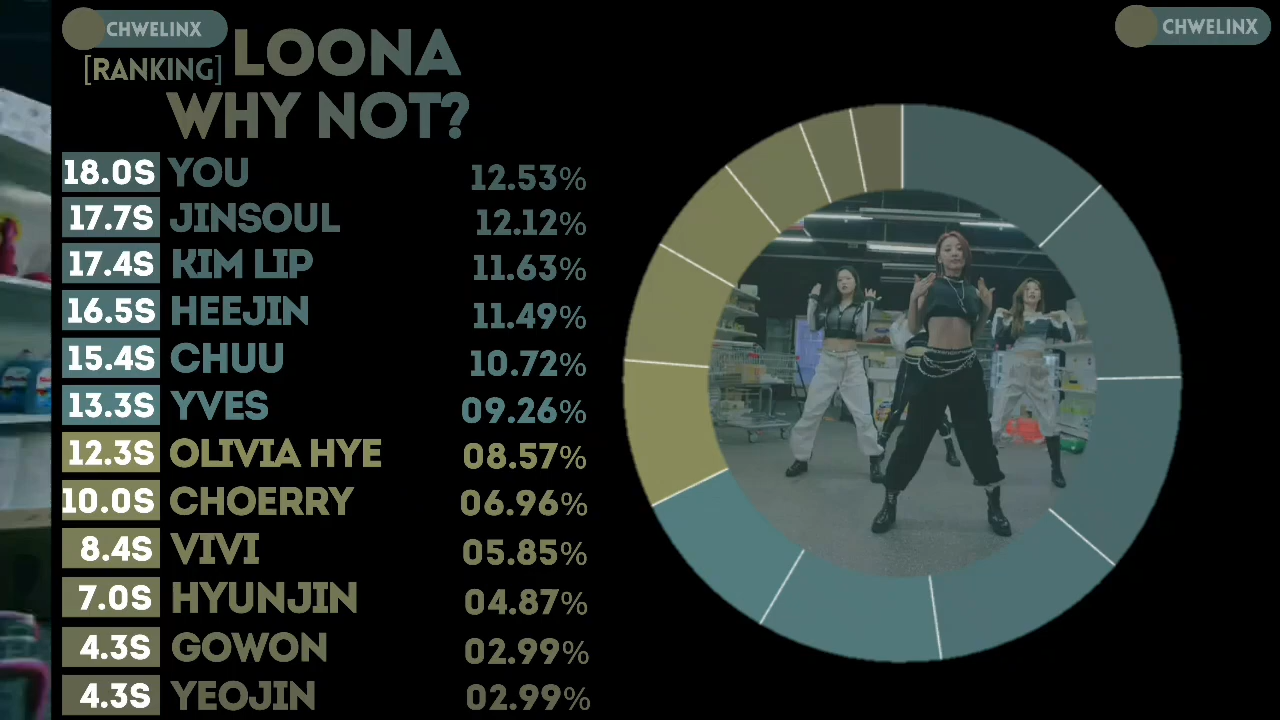 CHWELINX
CHWELINX
[RANKING] LOONA
WHY NOT?
18.0S YOU 12.53%
17.7S JINSOUL 12.12%
17.4S KIM LIP 11.63%
16.5S HEEJIN 11.49%
15.4S CHUU 10.72%
13.3S YVES 09.26%
12.3S OLIVIA HYE 08.57%
10.0S CHOERRY 06.96%
8.4S VIVI 05.85%
7.0S HYUNJIN 04.87%
4.3S GOWON 02.99%
4.3S YEOJIN 02.99%